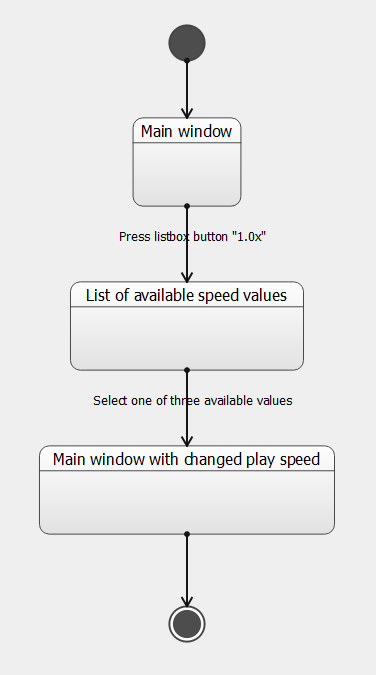 Main window
Press listbox button "1.0x"
List of available speed values
Select one of three available values
Main window with changed play speed